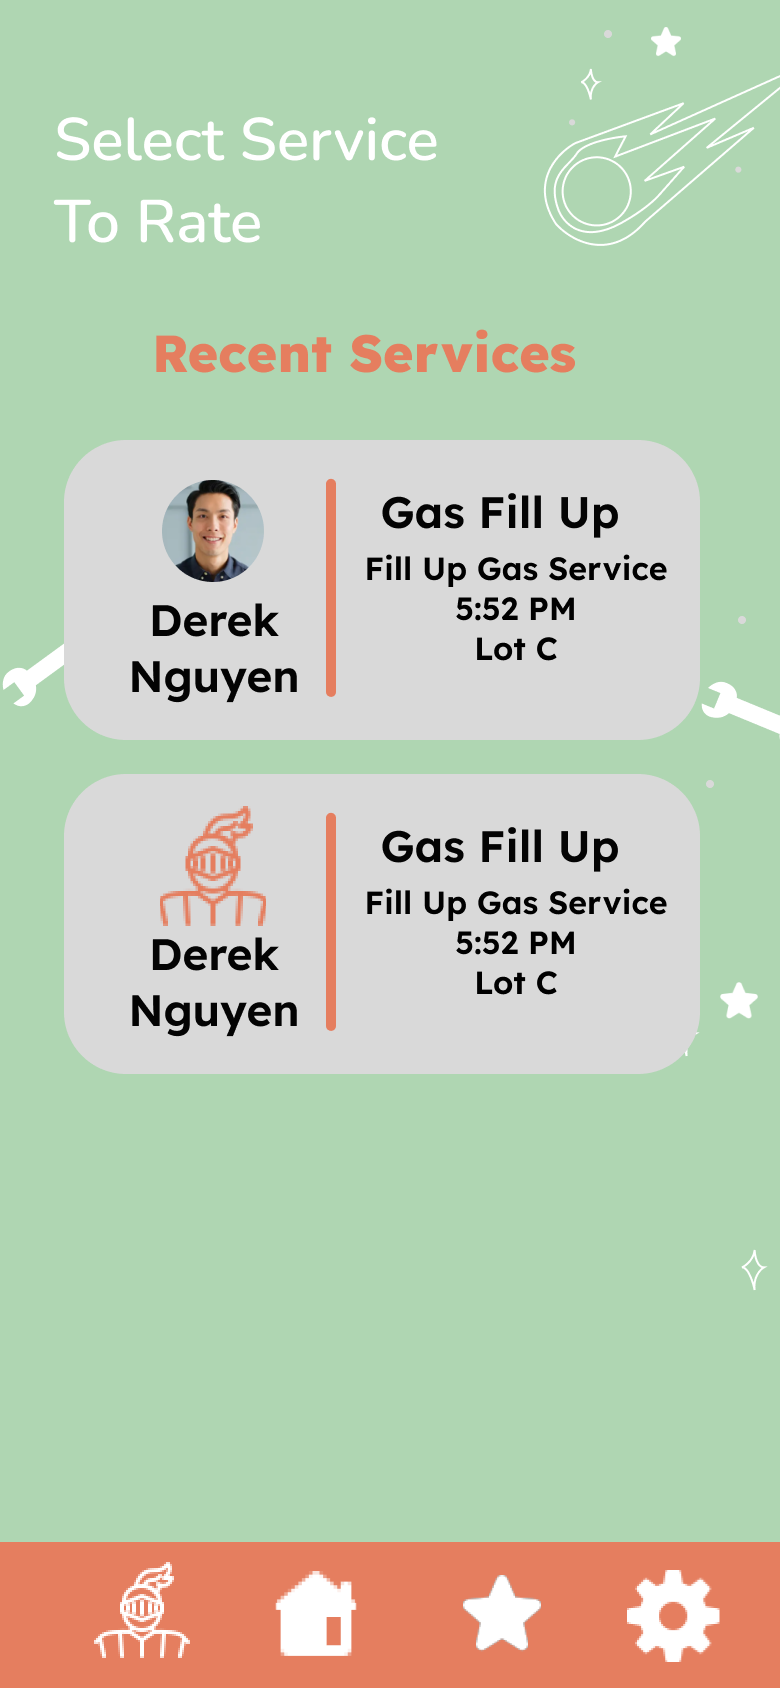 Select Service
To Rate
Recent Services
Derek
Nguyen
Gas Fill Up
Fill Up Gas Service
5:52 PM
Lot C
Derek
Nguyen
Gas Fill Up
Fill Up Gas Service
5:52 PM
Lot C